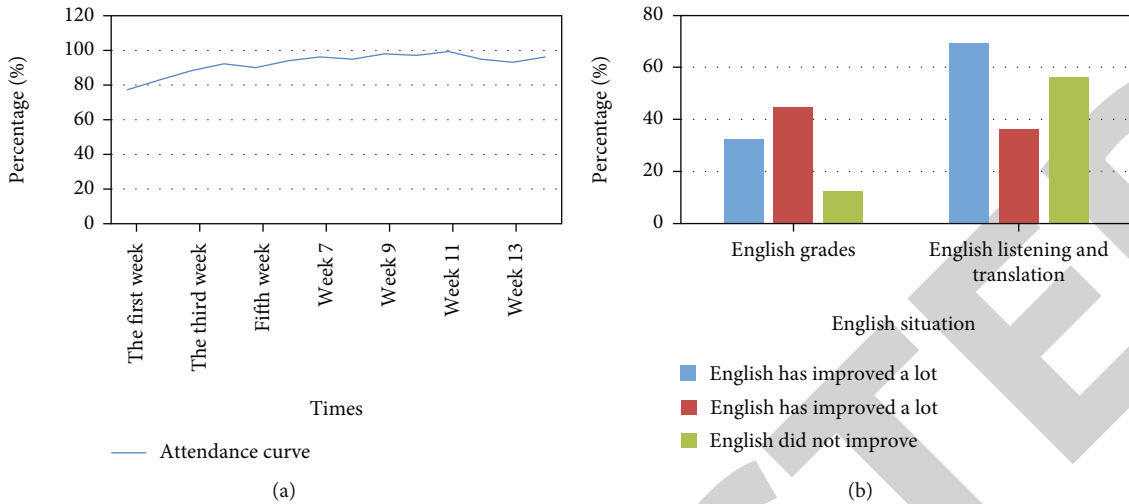 120
100
80
60
40
20
0
Percentage (%)
The first week
The third week
Fifth week
Week 7
Week 9
Week 11
Week 13
Times
Attendance curve
(a)
80
60
40
20
0
Percentage (%)
English grades
English listening and
translation
English situation
English has improved a lot
English has improved a lot
English did not improve
(b)